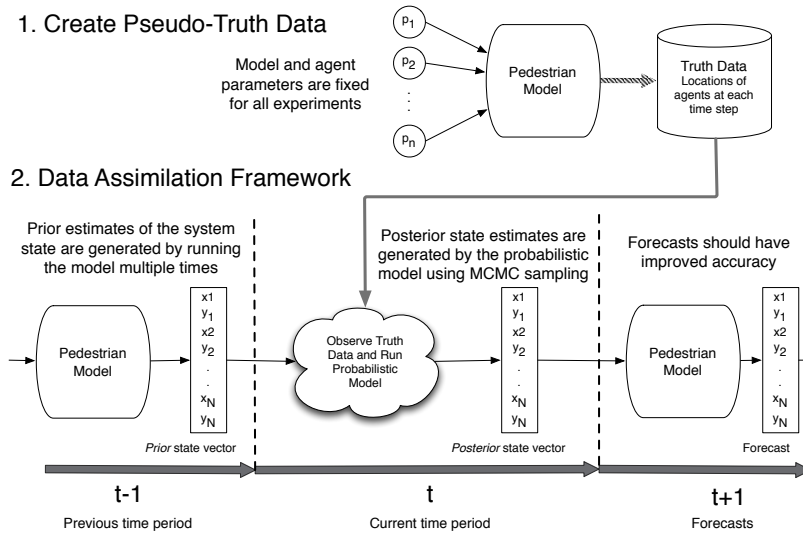 1. Create Pseudo-Truth Data
Model and agent
parameters are fixed
for all experiments
p1
p2
.
.
.
pn
Pedestrian
Model
Truth Data
Locations of
agents at each
time step
2. Data Assimilation Framework
Prior estimates of the system
state are generated by running
the model multiple times
Posterior state estimates are
generated by the probabilistic
model using MCMC sampling
Forecasts should have
improved accuracy
Pedestrian
Model
x1
y1
x2
y2
.
.
xN
yN
Prior state vector
Observe Truth
Data and Run
Probabilistic
Model
x1
y1
x2
y2
.
.
xN
yN
Posterior state vector
Pedestrian
Model
x1
y1
x2
y2
.
.
xN
yN
Forecast
t-1
Previous time period
t
Current time period
t+1
Forecasts